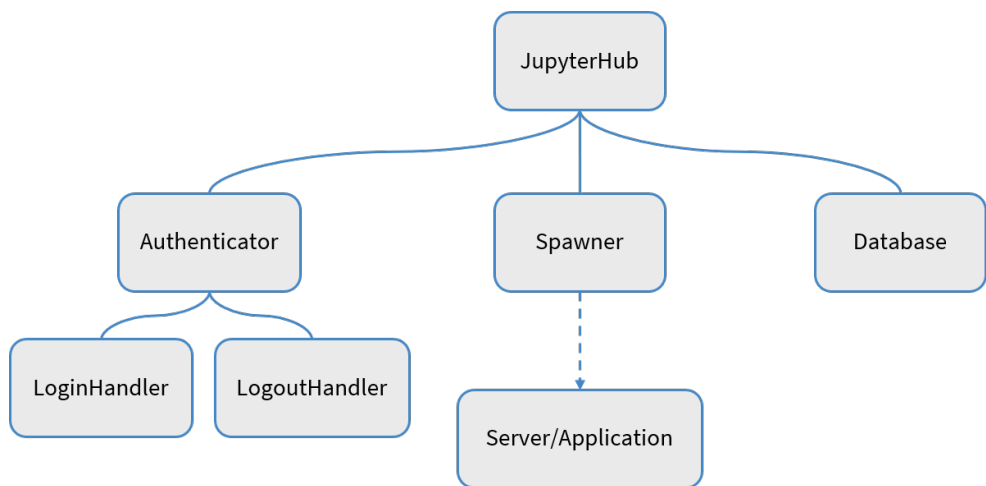 JupyterHub
Authenticator
Spawner
Database
LoginHandler
LogoutHandler
Server/Application